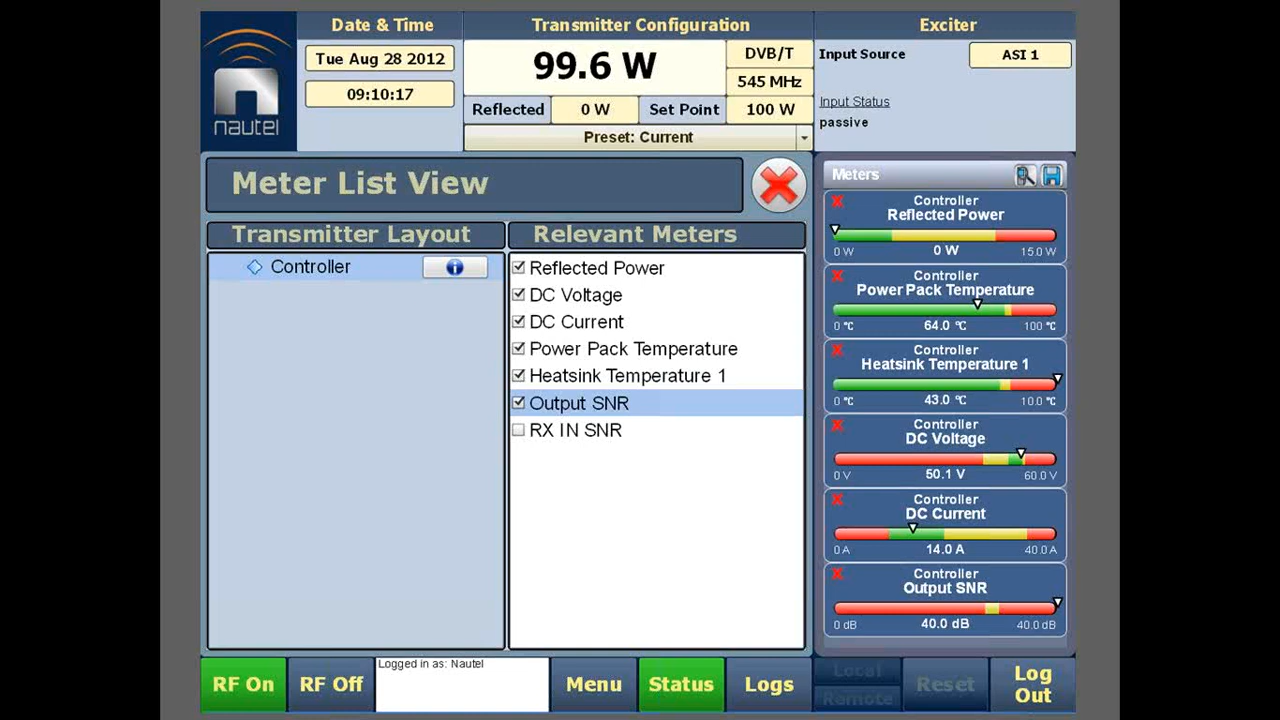 Date & Time
Transmitter Configuration
Exciter
nautel
Tue Aug 28 2012
09:10:17
99.6 W
DVB/T
545 MHz
Reflected
0 W
Set Point
100 W
Preset: Current
Input Source
ASI 1
Input Status
passive
Meter List View
Transmitter Layout
Relevant Meters
Controller
Reflected Power
DC Voltage
DC Current
Power Pack Temperature
Heatsink Temperature 1
Output SNR
RX IN SNR
Meters
Controller
Reflected Power
0 W
0 W
15.0 W
Controller
Power Pack Temperature
0 °C
64.0 °C
100 °C
Controller
Heatsink Temperature 1
0 °C
43.0 °C
10.0 °C
Controller
DC Voltage
0 V
50.1 V
60.0 V
Controller
DC Current
0 A
14.0 A
40.0 A
Controller
Output SNR
0 dB
40.0 dB
40.0 dB
RF On
RF Off
Logged in as: Nautel
Menu
Status
Logs
Local
Remote
Reset
Log
Out